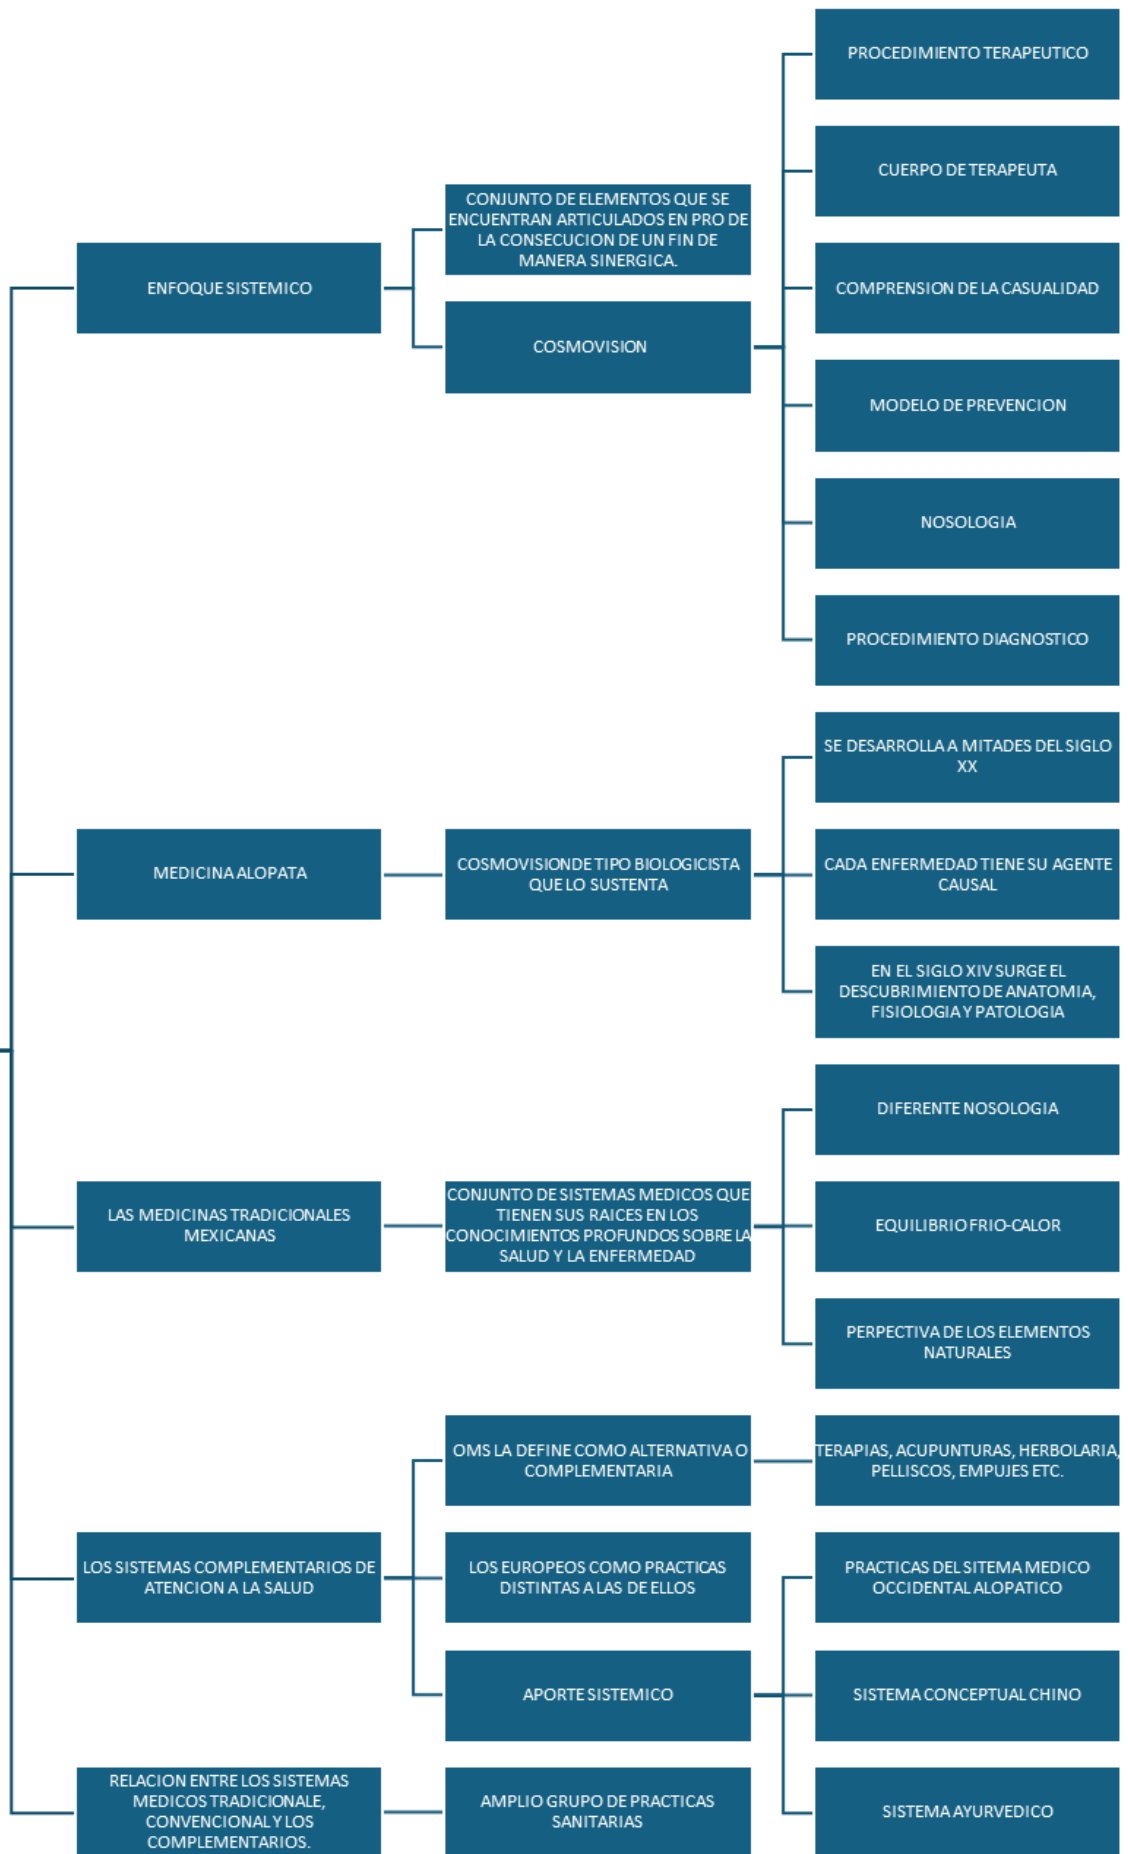 ENFOQUE SISTEMICO
CONJUNTO DE ELEMENTOS QUE SE
ENCUENTRAN ARTICULADOS EN PRO DE
LA CONSECUCION DE UN FIN DE
MANERA SINERGICA.
COSMOVISION
PROCEDIMIENTO TERAPEUTICO
CUERPO DE TERAPEUTA
COMPRENSION DE LA CASUALIDAD
MODELO DE PREVENCION
NOSOLOGIA
PROCEDIMIENTO DIAGNOSTICO
MEDICINA ALOPATA
COSMOVISIONDE TIPO BIOLOGICISTA
QUE LO SUSTENTA
SE DESARROLLA A MITADES DEL SIGLO
XX
CADA ENFERMEDAD TIENE SU AGENTE
CAUSAL
EN EL SIGLO XIV SURGE EL
DESCUBRIMIENTO DE ANATOMIA,
FISIOLOGIA Y PATOLOGIA
LAS MEDICINAS TRADICIONALES
MEXICANAS
CONJUNTO DE SISTEMAS MEDICOS QUE
TIENEN SUS RAICES EN LOS
CONOCIMIENTOS PROFUNDOS SOBRE LA
SALUD Y LA ENFERMEDAD
DIFERENTE NOSOLOGIA
EQUILIBRIO FRIO-CALOR
PERPECTIVA DE LOS ELEMENTOS
NATURALES
LOS SISTEMAS COMPLEMENTARIOS DE
ATENCION A LA SALUD
OMS LA DEFINE COMO ALTERNATIVA O
COMPLEMENTARIA
TERAPIAS, ACUPUNTURAS, HERBOLARIA,
PELLISCOS, EMPUJES ETC.
LOS EUROPEOS COMO PRACTICAS
DISTINTAS A LAS DE ELLOS
APORTE SISTEMICO
PRACTICAS DEL SITEMA MEDICO
OCCIDENTAL ALOPATICO
SISTEMA CONCEPTUAL CHINO
SISTEMA AYURVEDICO
RELACION ENTRE LOS SISTEMAS
MEDICOS TRADICIONALE,
CONVENCIONAL Y LOS
COMPLEMENTARIOS.
AMPLIO GRUPO DE PRACTICAS
SANITARIAS